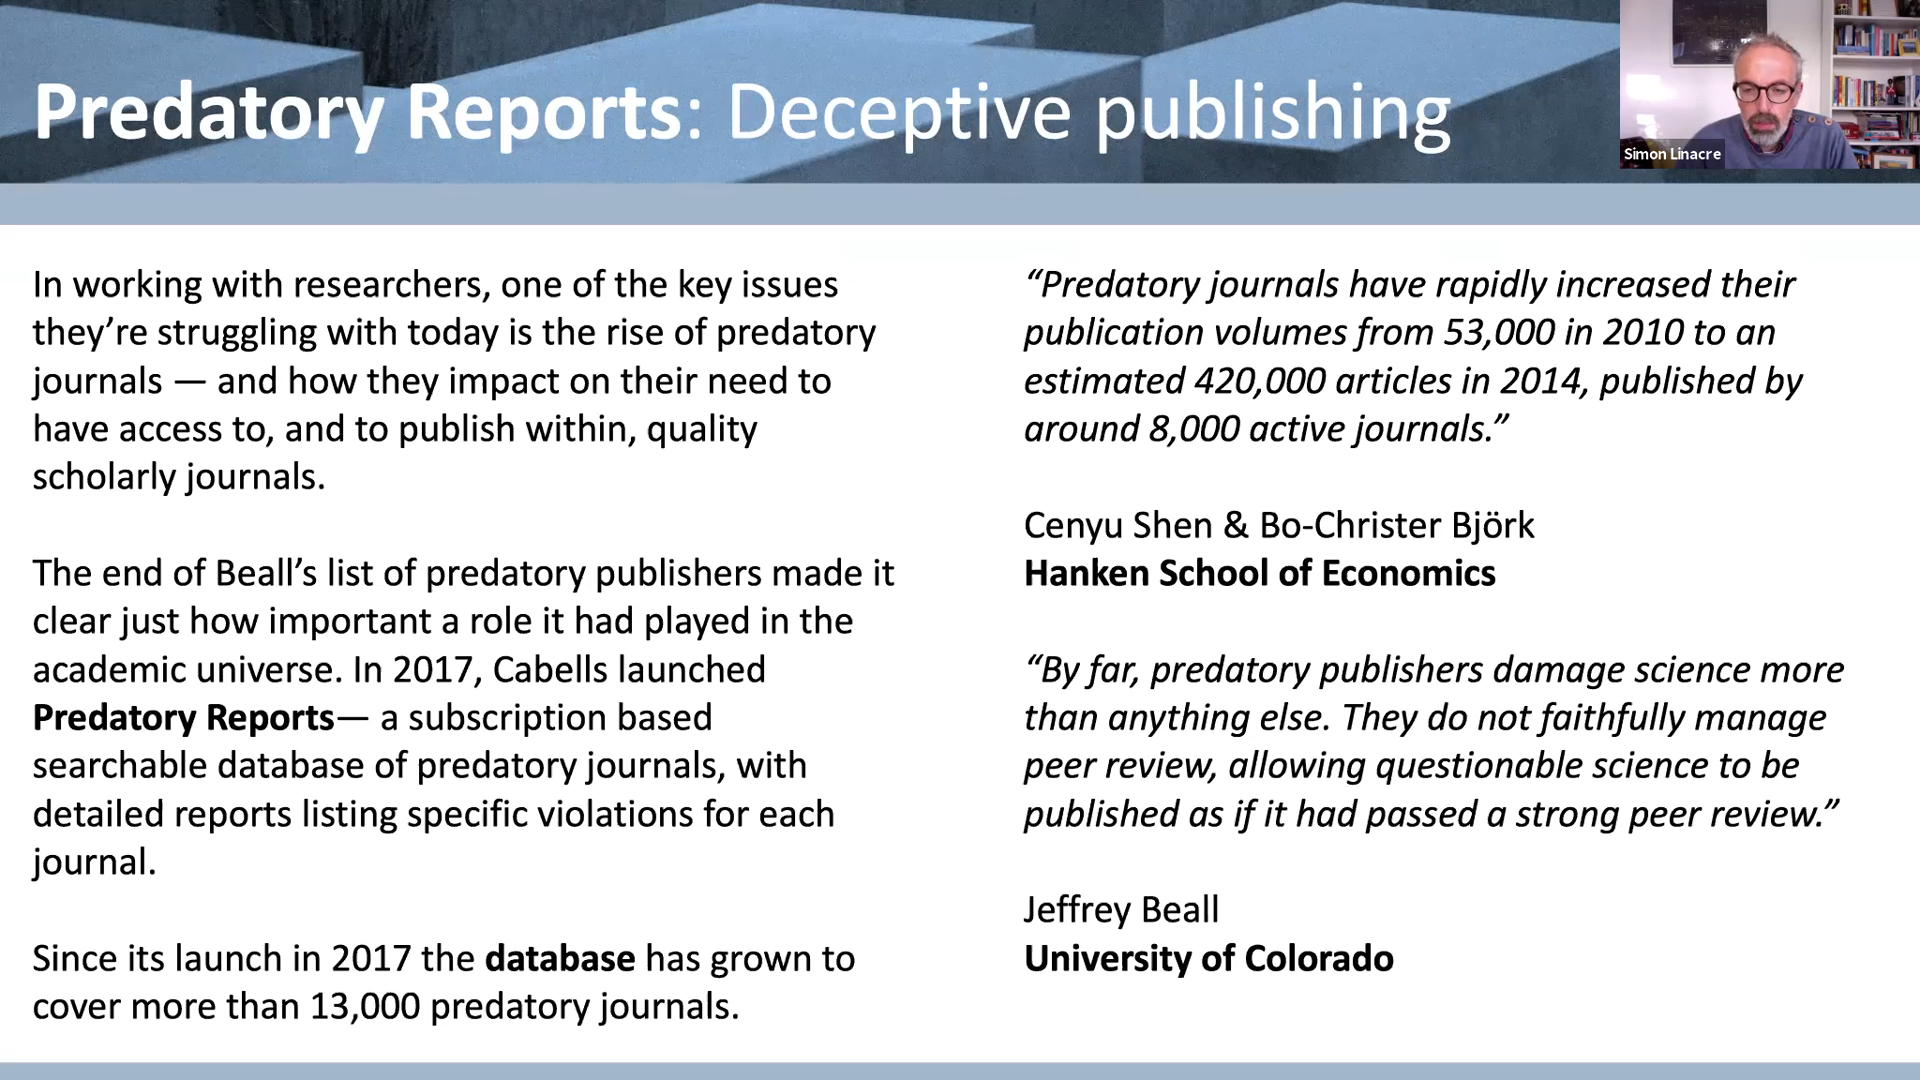 Predatory Reports: Deceptive publishing
Simon Linacre
In working with researchers, one of the key issues
they’re struggling with today is the rise of predatory
journals — and how they impact on their need to
have access to, and to publish within, quality
scholarly journals.
The end of Beall’s list of predatory publishers made it
clear just how important a role it had played in the
academic universe. In 2017, Cabells launched
Predatory Reports— a subscription based
searchable database of predatory journals, with
detailed reports listing specific violations for each
journal.
Since its launch in 2017 the database has grown to
cover more than 13,000 predatory journals.
“Predatory journals have rapidly increased their
publication volumes from 53,000 in 2010 to an
estimated 420,000 articles in 2014, published by
around 8,000 active journals.”
Cenyu Shen & Bo-Christer Björk
Hanken School of Economics
“By far, predatory publishers damage science more
than anything else. They do not faithfully manage
peer review, allowing questionable science to be
published as if it had passed a strong peer review.”
Jeffrey Beall
University of Colorado